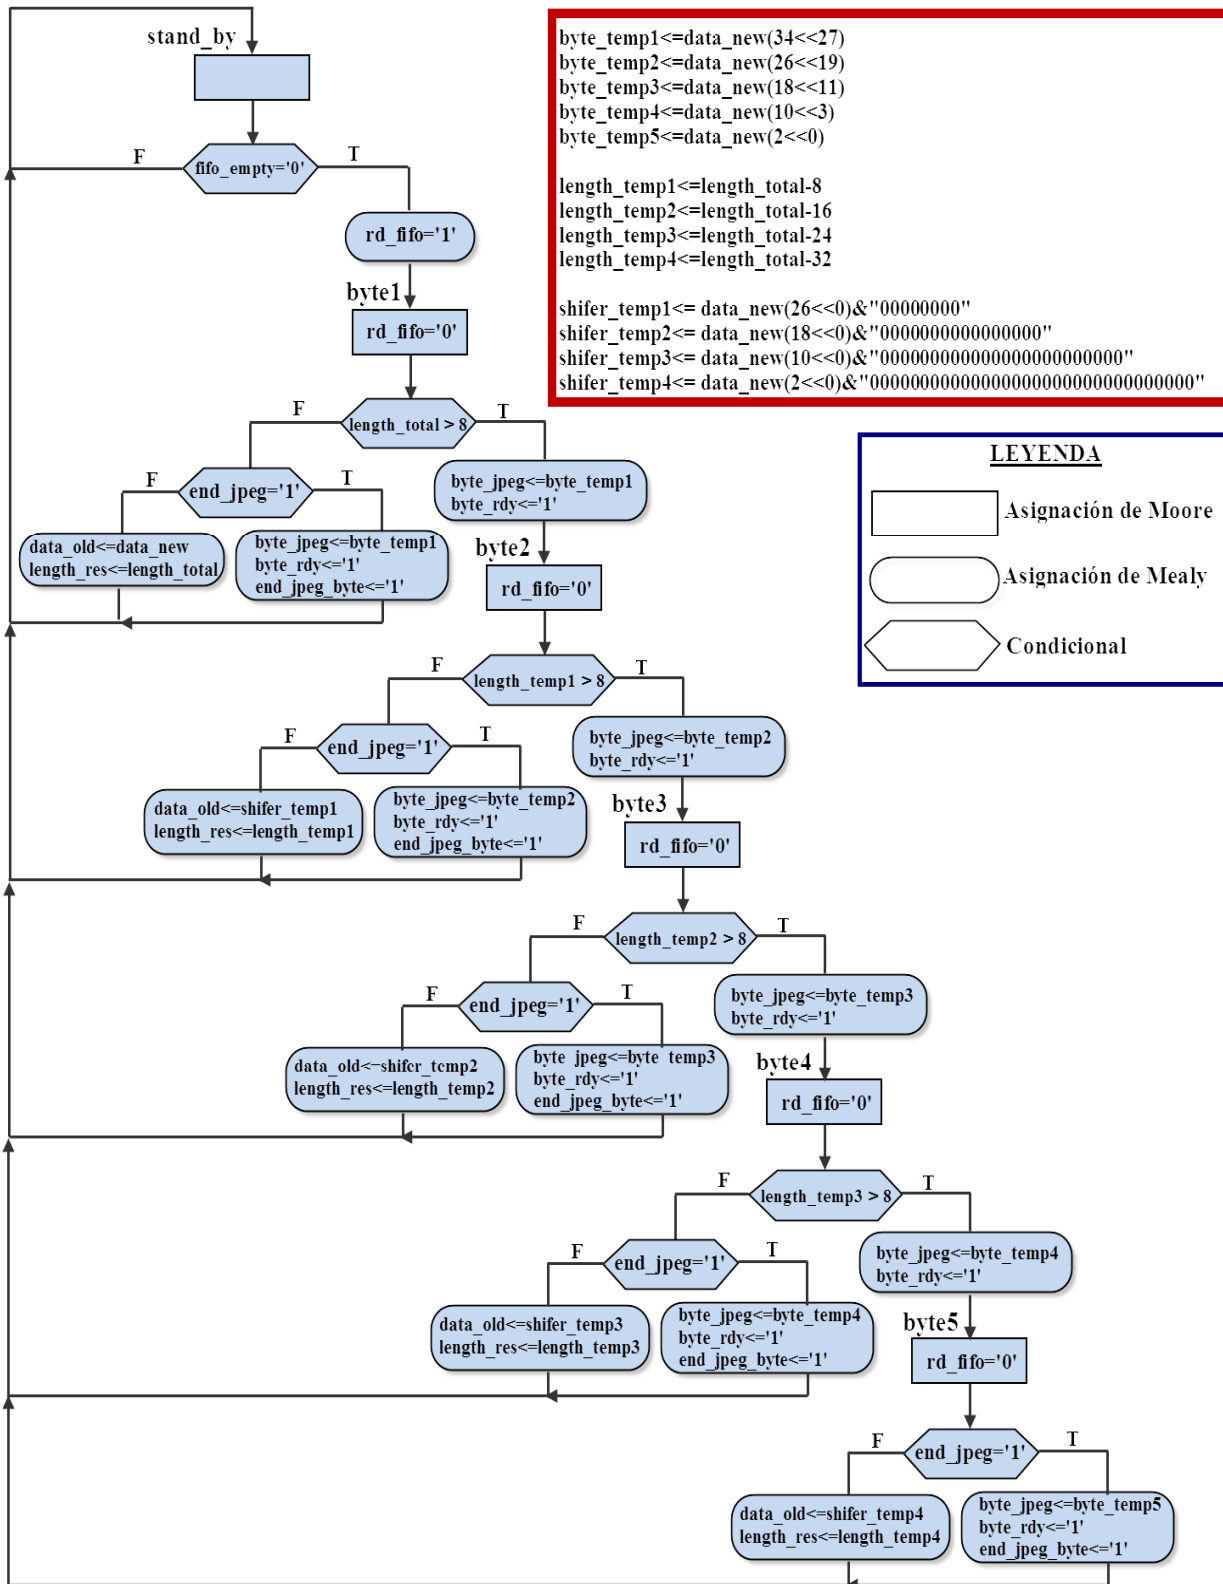 stand_by
fifo_empty='0'
F
T
rd_fifo='1'
byte1
rd_fifo='0'
length_total > 8
F
T
end_jpeg='1'
F
T
byte_jpeg<=byte_temp1
byte_rdy<='1'
data_old<=data_new
length_res<=length_total
byte_jpeg<=byte_temp1
byte_rdy<='1'
end_jpeg_byte<='1'
byte2
rd_fifo='0'
length_temp1 > 8
F
T
end_jpeg='1'
F
T
byte_jpeg<=byte_temp2
byte_rdy<='1'
data_old<=shifer_temp1
length_res<=length_temp1
byte_jpeg<=byte_temp2
byte_rdy<='1'
end_jpeg_byte<='1'
byte3
rd_fifo='0'
length_temp2 > 8
F
T
end_jpeg='1'
F
T
byte_jpeg<=byte_temp3
byte_rdy<='1'
data_old<=shifer_temp2
length_res<=length_temp2
byte_jpeg<=byte_temp3
byte_rdy<='1'
end_jpeg_byte<='1'
byte4
rd_fifo='0'
length_temp3 > 8
F
T
end_jpeg='1'
F
T
byte_jpeg<=byte_temp4
byte_rdy<='1'
data_old<=shifer_temp3
length_res<=length_temp3
byte_jpeg<=byte_temp4
byte_rdy<='1'
end_jpeg_byte<='1'
byte5
rd_fifo='0'
end_jpeg='1'
F
T
data_old<=shifer_temp4
length_res<=length_temp4
byte_jpeg<=byte_temp5
byte_rdy<='1'
end_jpeg_byte<='1'
byte_temp1<=data_new(34<<27)
byte_temp2<=data_new(26<<19)
byte_temp3<=data_new(18<<11)
byte_temp4<=data_new(10<<3)
byte_temp5<=data_new(2<<0)
length_temp1<=length_total-8
length_temp2<=length_total-16
length_temp3<=length_total-24
length_temp4<=length_total-32
shifer_temp1<= data_new(26<<0)&"00000000"
shifer_temp2<= data_new(18<<0)&"0000000000000000"
shifer_temp3<= data_new(10<<0)&"000000000000000000000000"
shifer_temp4<= data_new(2<<0)&"00000000000000000000000000000000"
LEYENDA
Asignación de Moore
Asignación de Mealy
Condicional